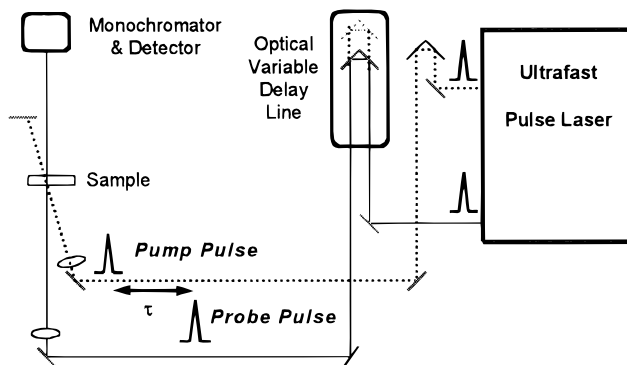 Monochromator
& Detector
Optical
Variable
Delay
Line
Ultrafast
Pulse Laser
Sample
Pump Pulse
τ
Probe Pulse